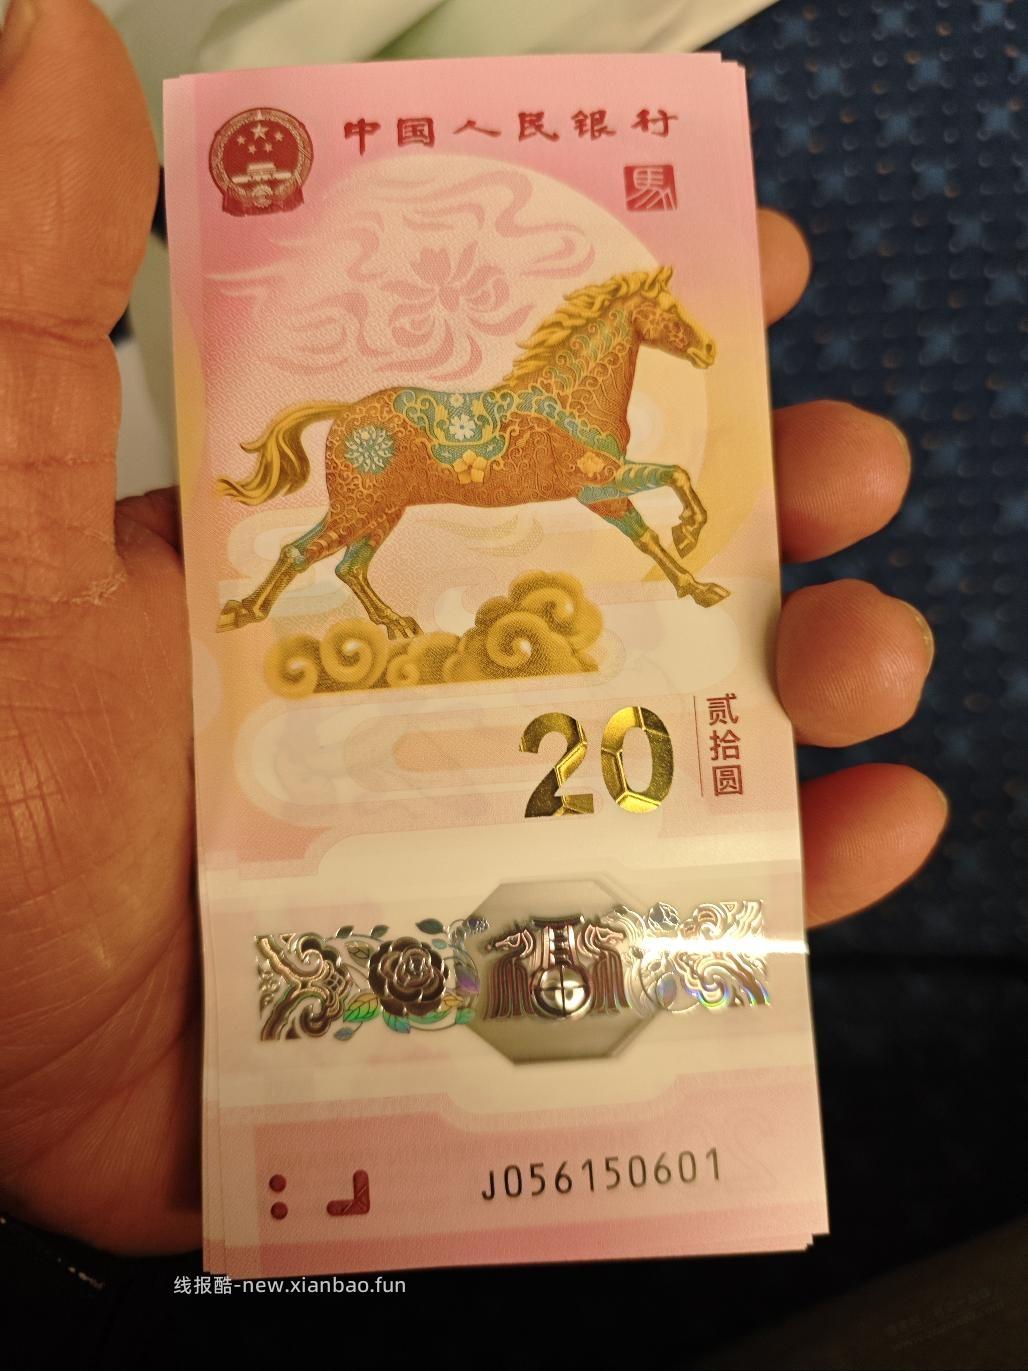 中国人民银行
馬
20
贰拾圆
J056150601
线报酷-new.xianbao.fun